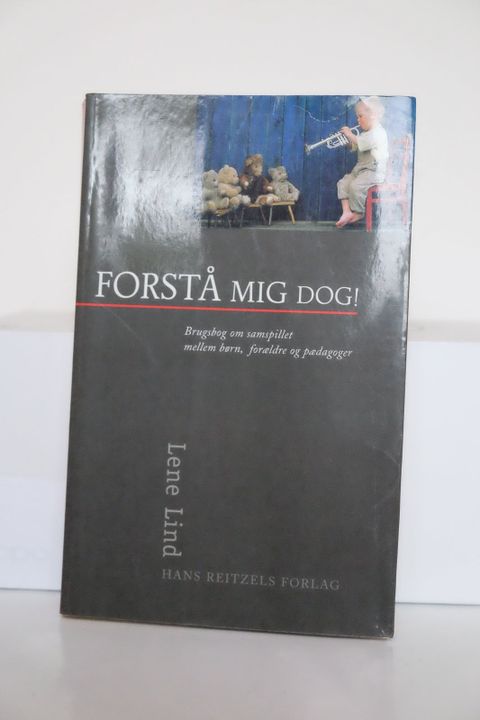 FORSTÅ MIG DOG!
Brugsbog om samspillet
mellem børn, forældre og pædagoger
Lene Lind
HANS REITZELS FORLAG